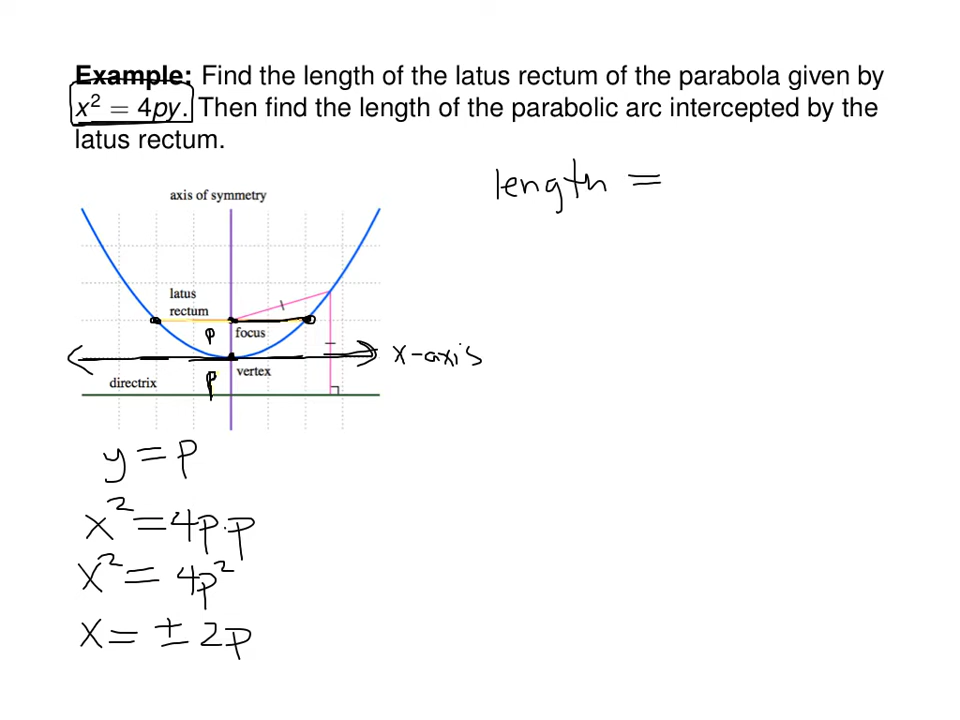 Example: Find the length of the latus rectum of the parabola given by
x² = 4py. Then find the length of the parabolic arc intercepted by the
latus rectum.
length =
axis of symmetry
latus
rectum
p
focus
x-axis
p
vertex
directrix
y = p
x² = 4p·p
x² = 4p²
x = ± 2p